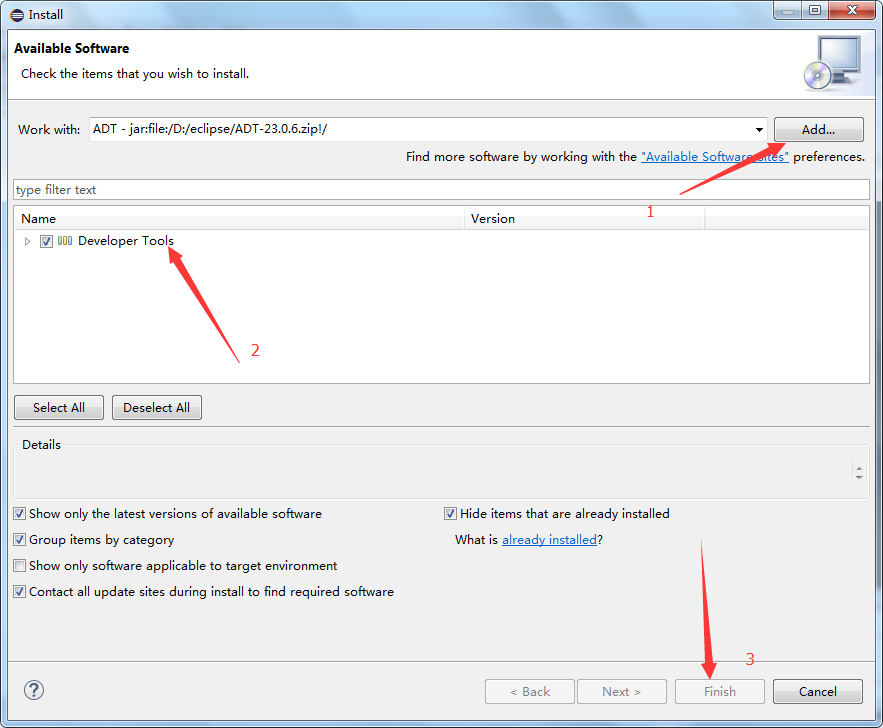 Install
Available Software
Check the items that you wish to install.
Work with: ADT - jar:file:/D:/eclipse/ADT-23.0.6.zip!/ Add...
Find more software by working with the "Available Software Sites" preferences.
1
type filter text
Name Version
Developer Tools
2
Select All Deselect All
Details
Show only the latest versions of available software Hide items that are already installed
Group items by category What is already installed?
Show only software applicable to target environment
Contact all update sites during install to find required software
3
? < Back Next > Finish Cancel